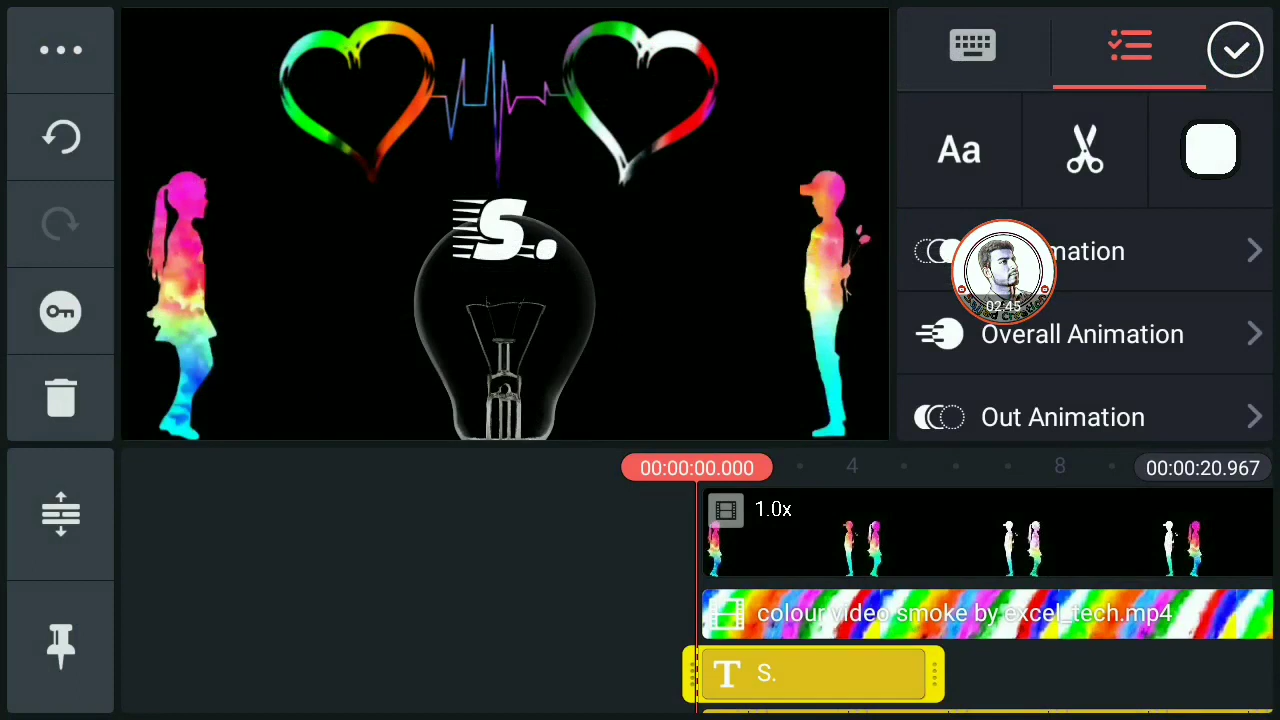 Aa
S.
mation
02:45
Overall Animation
Out Animation
00:00:00.000
4
8
00:00:20.967
1.0x
colour video smoke by excel_tech.mp4
T S.